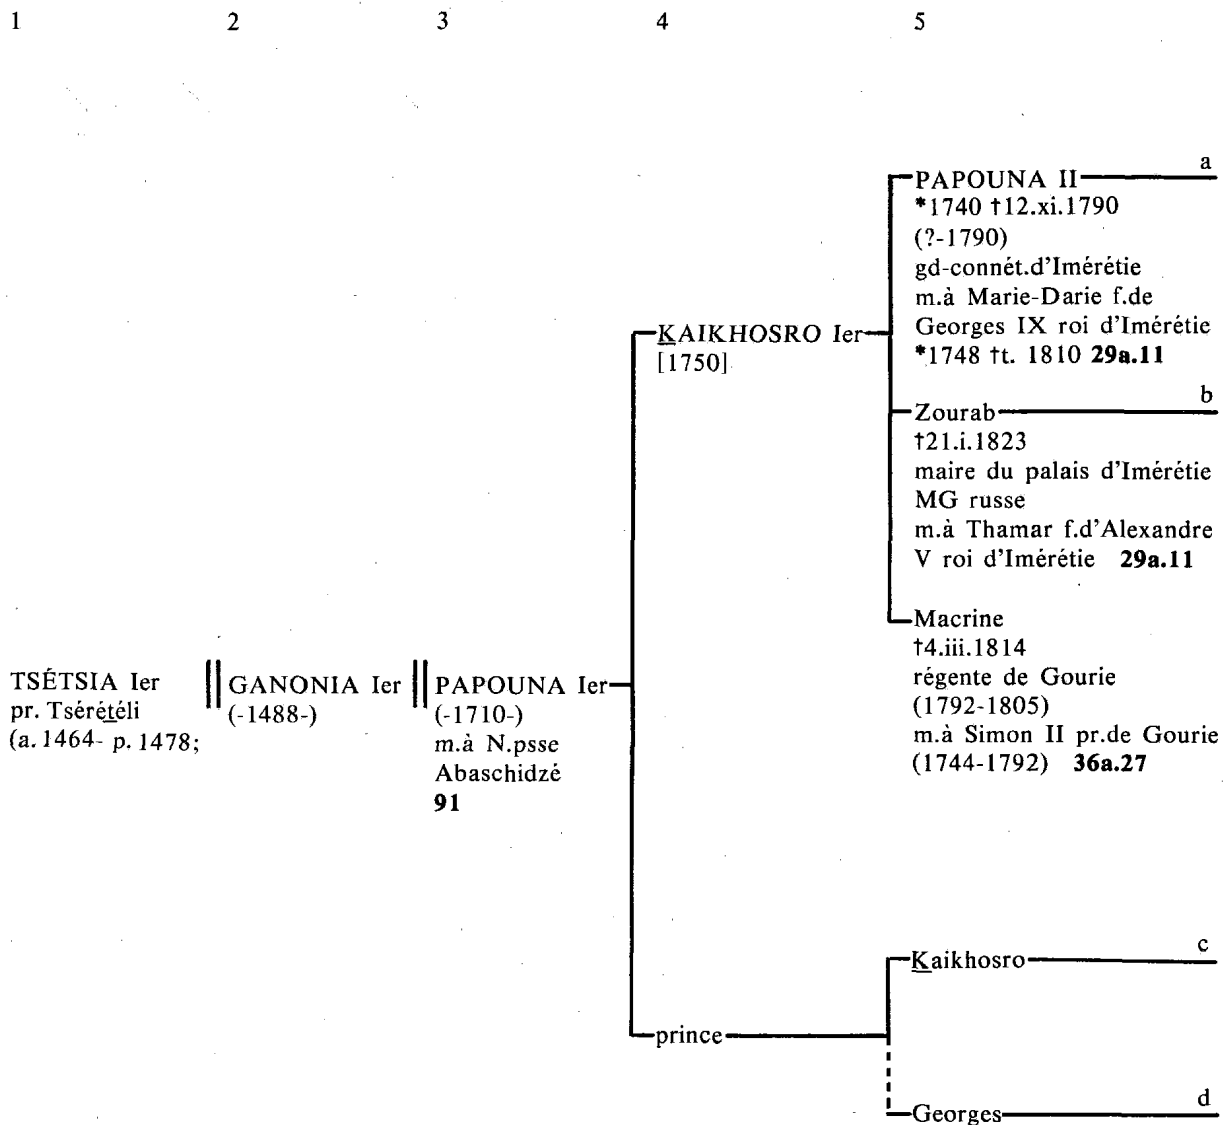 1 2 3 4 5
a
PAPOUNA II
*1740 †12.xi.1790
(?-1790)
gd-connét.d'Imérétie
m.à Marie-Darie f.de
Georges IX roi d'Imérétie
*1748 †t. 1810 29a.11
KAIKHOSRO Ier
[1750]
b
Zourab
†21.i.1823
maire du palais d'Imérétie
MG russe
m.à Thamar f.d'Alexandre
V roi d'Imérétie 29a.11
Macrine
†4.iii.1814
régente de Gourie
(1792-1805)
m.à Simon II pr.de Gourie
(1744-1792) 36a.27
TSÉTSIA Ier
pr. Tsérétéli
(a. 1464- p. 1478;
GANONIA Ier
(-1488-)
PAPOUNA Ier
(-1710-)
m.à N.psse
Abaschidzé
91
c
Kaikhosro
prince
d
Georges